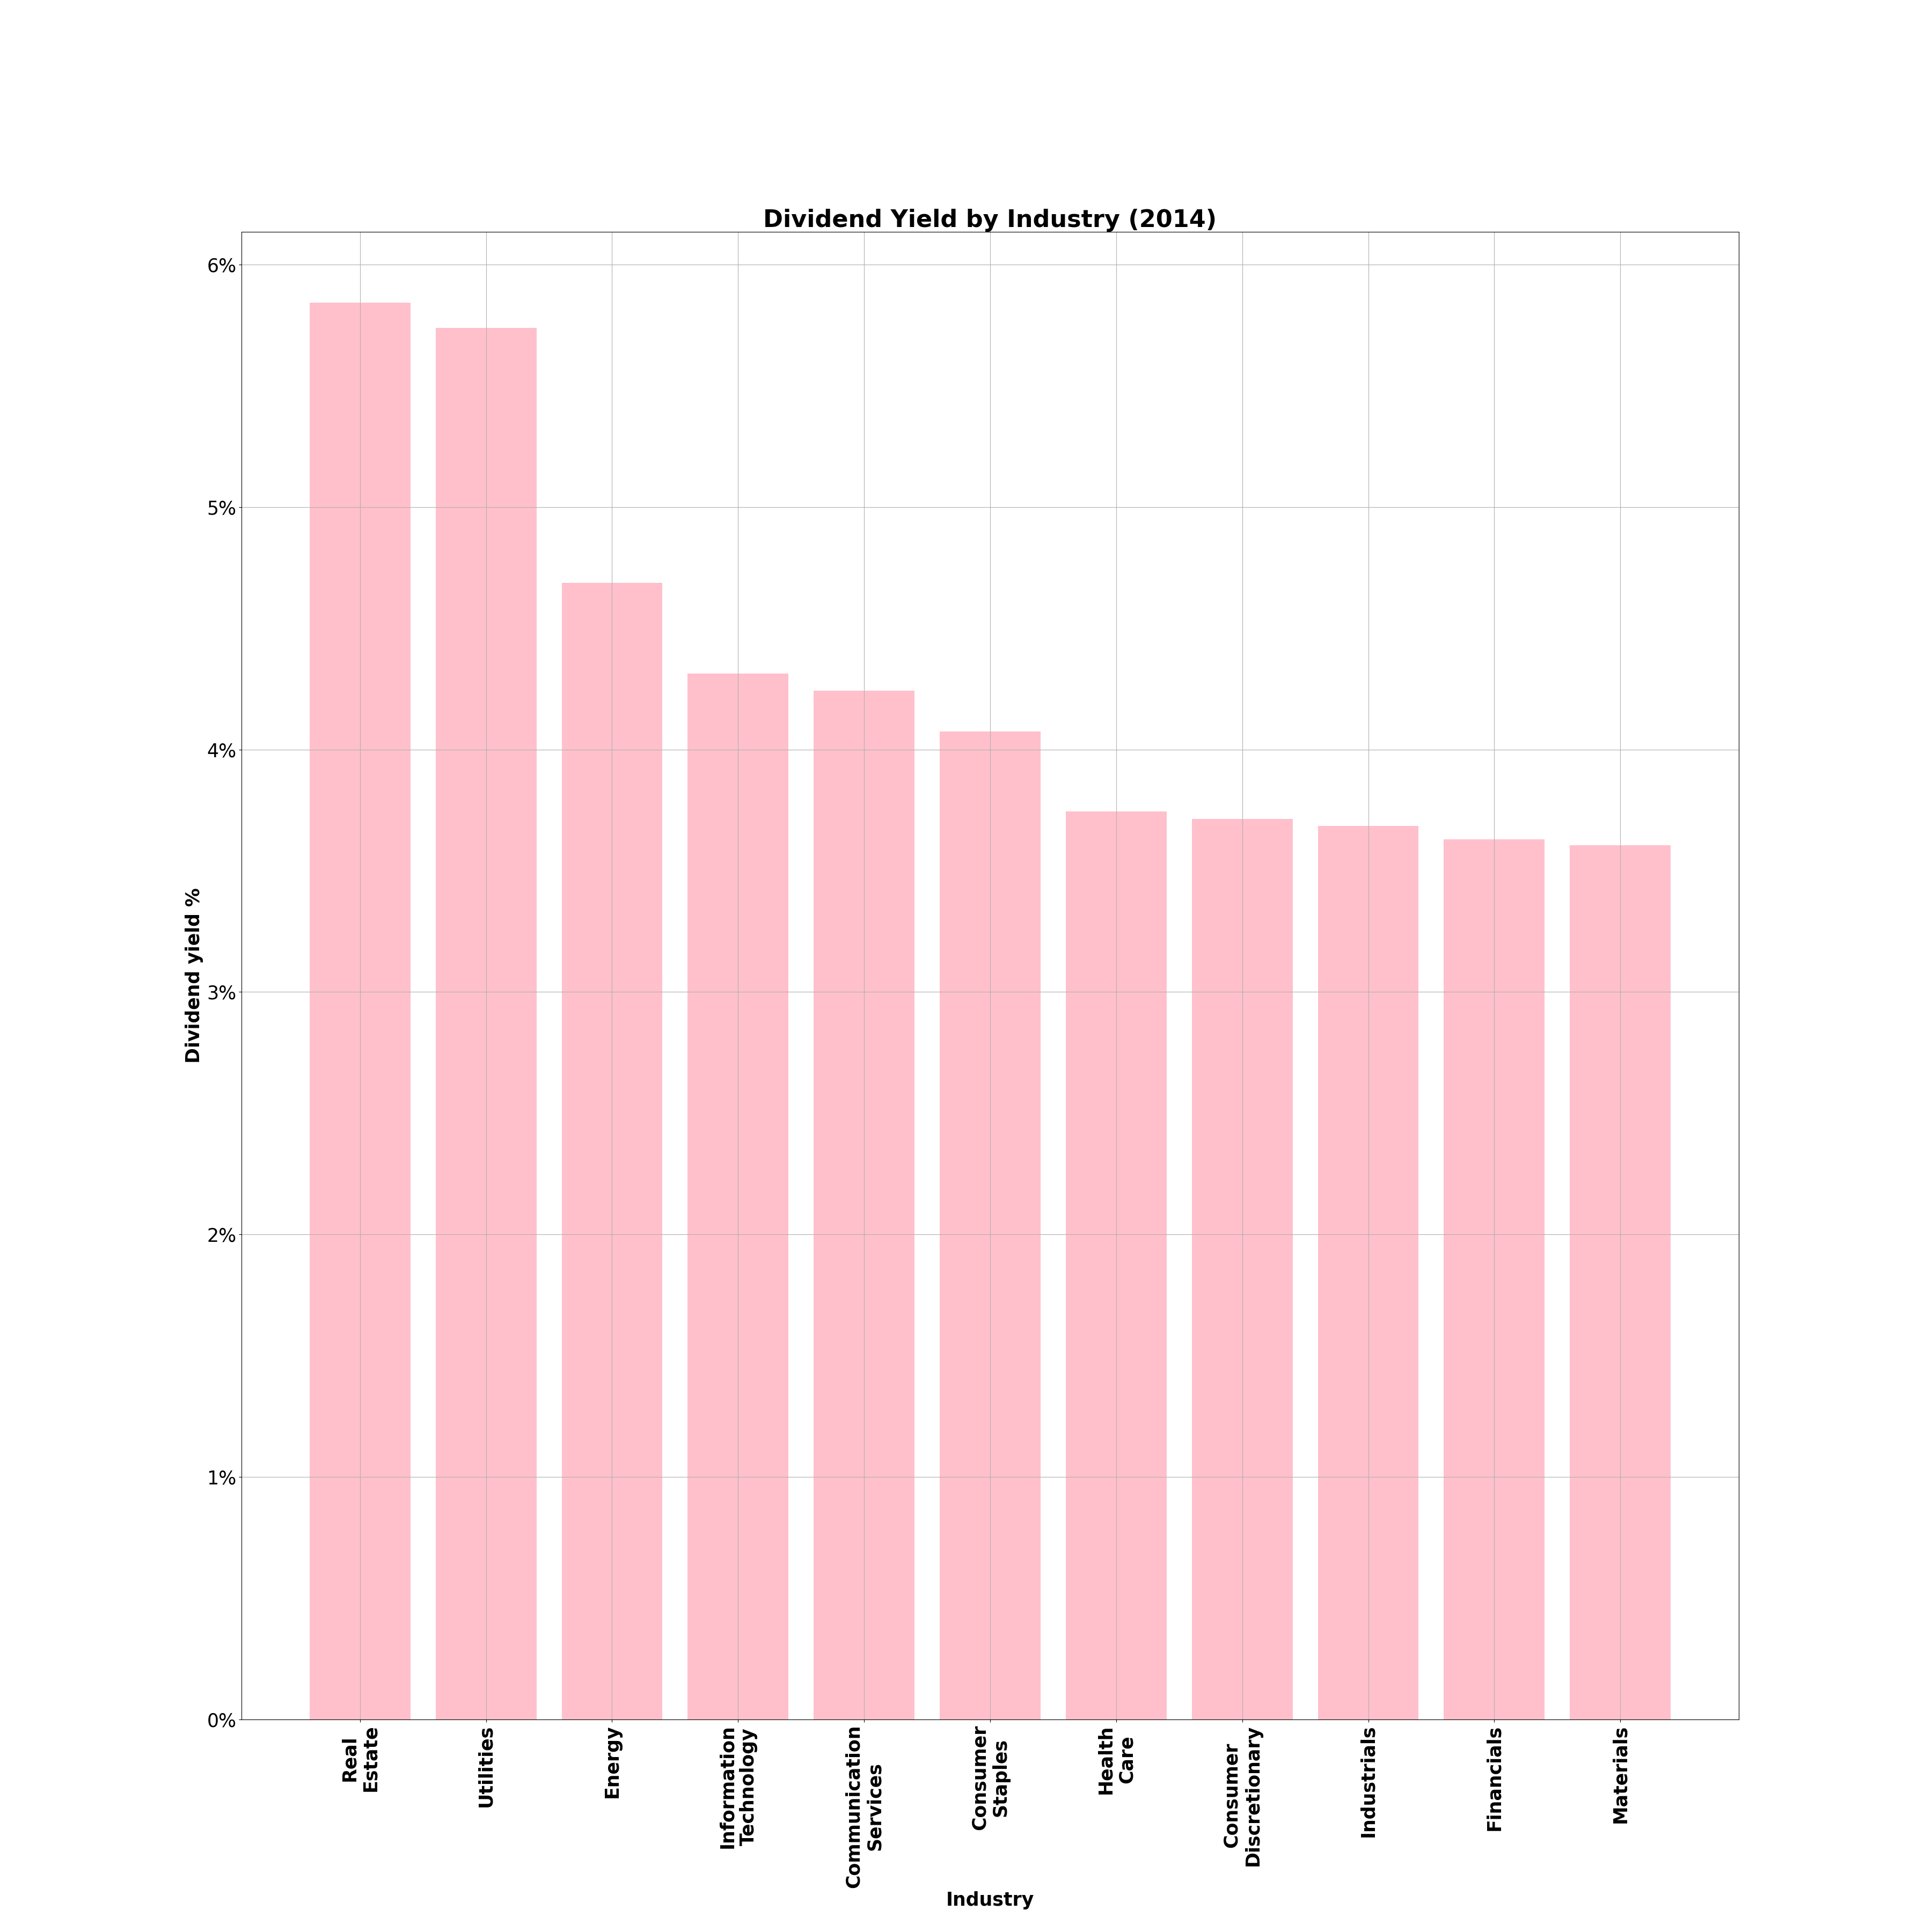 Dividend Yield by Industry (2014)
6%
5%
4%
3%
2%
1%
0%
Dividend yield %
Real
Estate
Utilities
Energy
Information
Technology
Communication
Services
Consumer
Staples
Health
Care
Consumer
Discretionary
Industrials
Financials
Materials
Industry